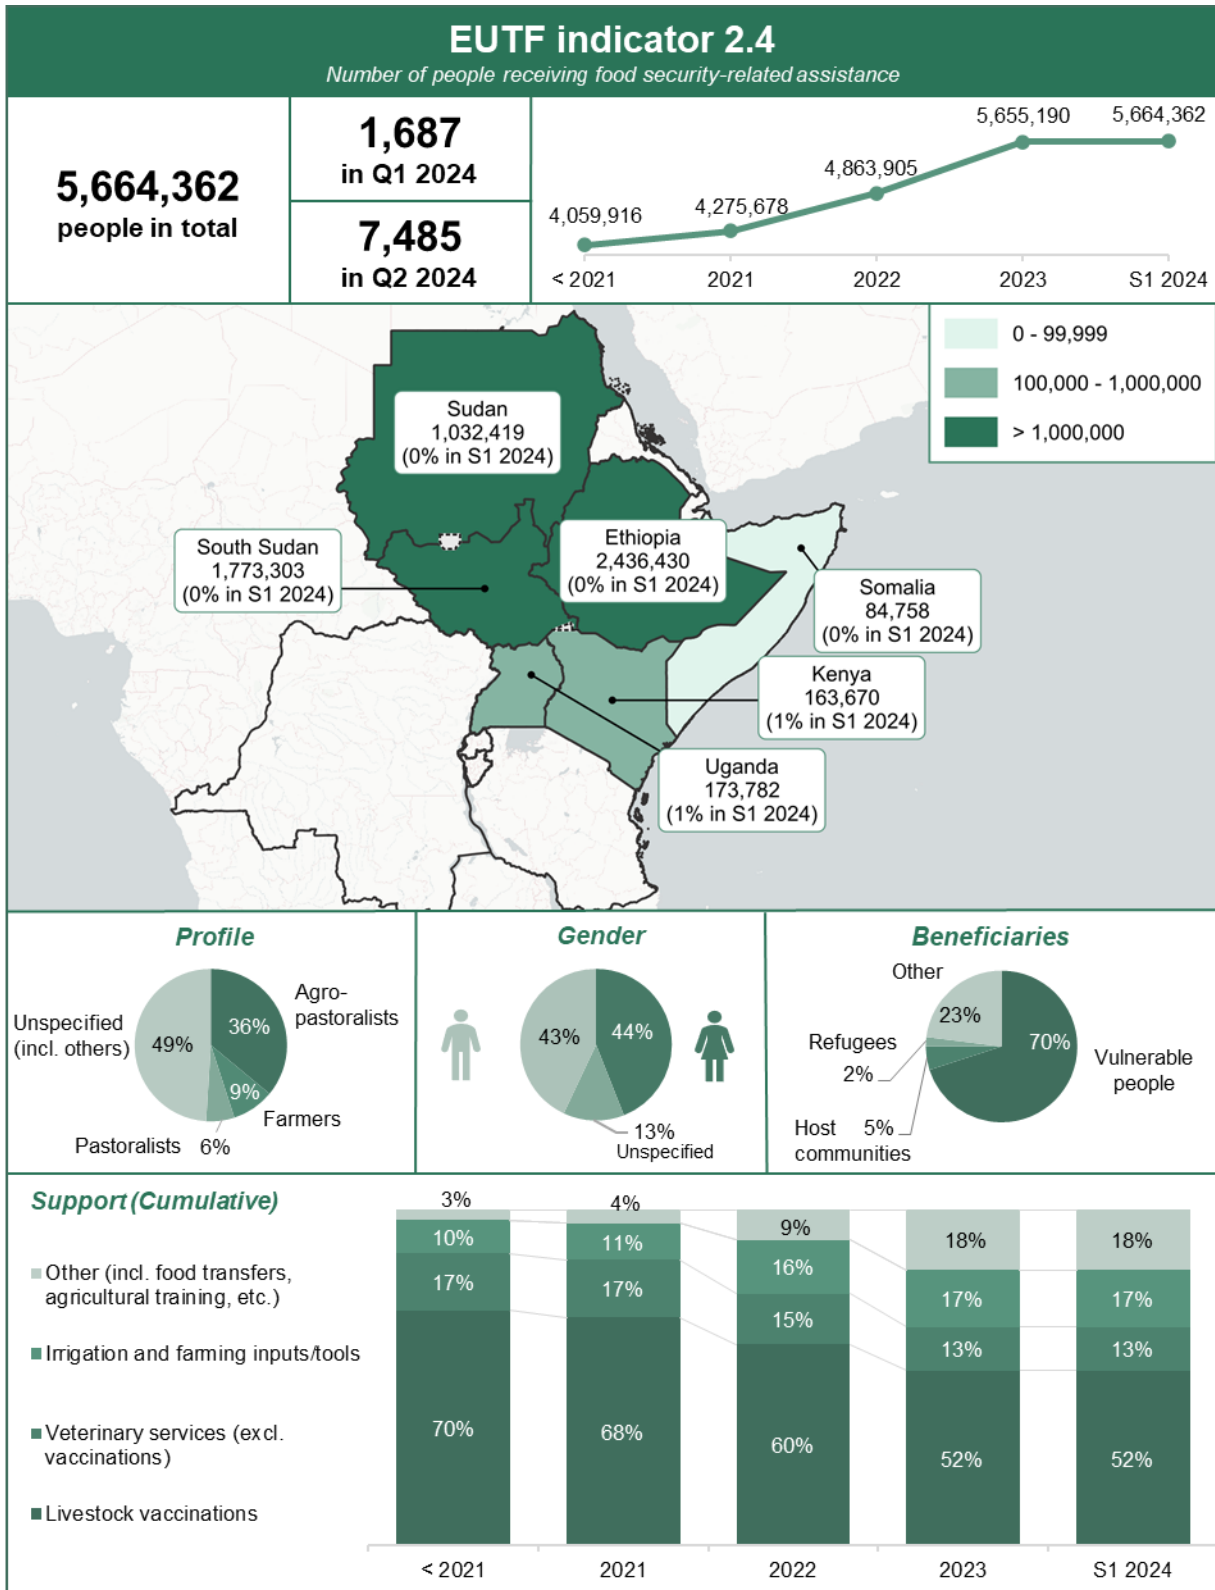 EUTF indicator 2.4
Number of people receiving food security-related assistance
5,664,362
people in total
1,687
in Q1 2024
7,485
in Q2 2024
4,059,916
4,275,678
4,863,905
5,655,190
5,664,362
< 2021
2021
2022
2023
S1 2024
0 - 99,999
100,000 - 1,000,000
> 1,000,000
Sudan
1,032,419
(0% in S1 2024)
South Sudan
1,773,303
(0% in S1 2024)
Ethiopia
2,436,430
(0% in S1 2024)
Somalia
84,758
(0% in S1 2024)
Kenya
163,670
(1% in S1 2024)
Uganda
173,782
(1% in S1 2024)
Profile
Agro-
pastoralists
36%
Farmers
9%
Pastoralists 6%
Unspecified
(incl. others)
49%
Gender
43%
44%
13%
Unspecified
Beneficiaries
Other
23%
Refugees
2%
Host 5%
communities
70%
Vulnerable
people
Support (Cumulative)
Other (incl. food transfers,
agricultural training, etc.)
Irrigation and farming inputs/tools
Veterinary services (excl.
vaccinations)
Livestock vaccinations
3%
10%
17%
70%
4%
11%
17%
68%
9%
16%
15%
60%
18%
17%
13%
52%
18%
17%
13%
52%
< 2021
2021
2022
2023
S1 2024